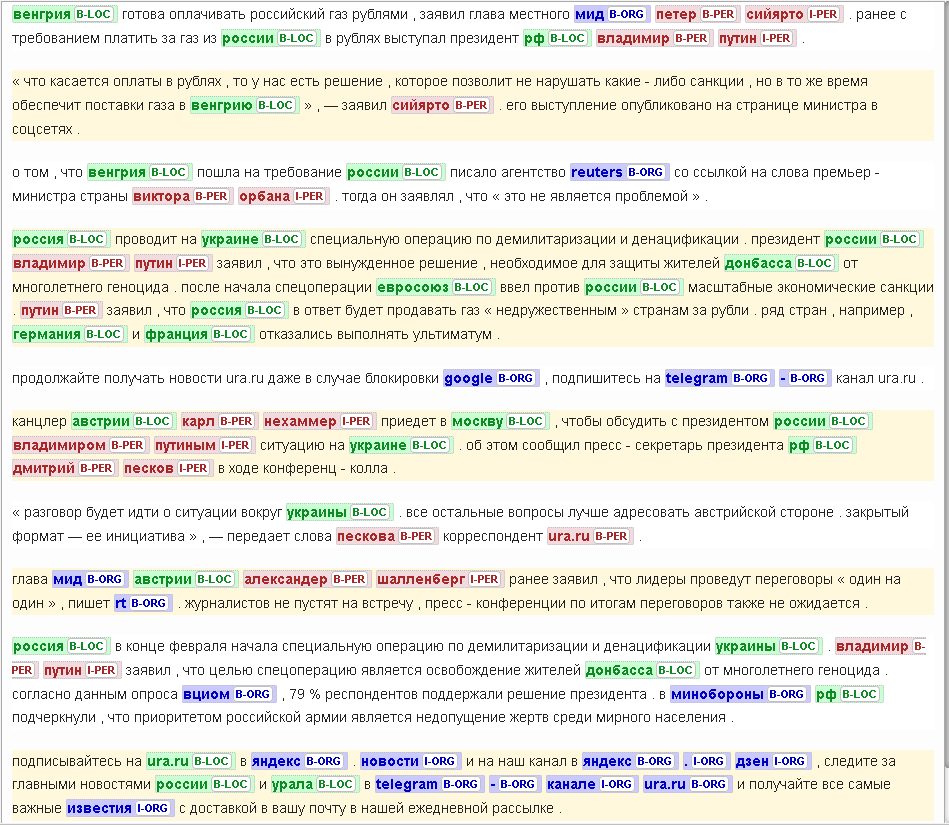 венгрия B-LOC готова оплачивать российский газ рублями , заявил глава местного мид B-ORG петер B-PER сийярто I-PER . ранее с
требованием платить за газ из россии B-LOC в рублях выступал президент рф B-LOC владимир B-PER путин I-PER .
« что касается оплаты в рублях , то у нас есть решение , которое позволит не нарушать какие - либо санкции , но в то же время
обеспечит поставки газа в венгрию B-LOC » , — заявил сийярто B-PER . его выступление опубликовано на странице министра в
соцсетях .
о том , что венгрия B-LOC пошла на требование россии B-LOC писало агентство reuters B-ORG со ссылкой на слова премьер -
министра страны виктора B-PER орбана I-PER . тогда он заявлял , что « это не является проблемой » .
россия B-LOC проводит на украине B-LOC специальную операцию по демилитаризации и денацификации . президент россии B-LOC
владимир B-PER путин I-PER заявил , что это вынужденное решение , необходимое для защиты жителей донбасса B-LOC от
многолетнего геноцида . после начала спецоперации евросоюз B-LOC ввел против россии B-LOC масштабные экономические санкции
. путин B-PER заявил , что россия B-LOC в ответ будет продавать газ « недружественным » странам за рубли . ряд стран , например ,
германия B-LOC и франция B-LOC отказались выполнять ультиматум .
продолжайте получать новости ura.ru даже в случае блокировки google B-ORG , подпишитесь на telegram B-ORG - B-ORG канал ura.ru .
канцлер австрии B-LOC карл B-PER нехаммер I-PER приедет в москву B-LOC , чтобы обсудить с президентом россии B-LOC
владимиром B-PER путиным I-PER ситуацию на украине B-LOC . об этом сообщил пресс - секретарь президента рф B-LOC
дмитрий B-PER песков I-PER в ходе конференц - колла .
« разговор будет идти о ситуации вокруг украины B-LOC . все остальные вопросы лучше адресовать австрийской стороне . закрытый
формат — ее инициатива » , — передает слова пескова B-PER корреспондент ura.ru B-PER .
глава мид B-ORG австрии B-LOC александер B-PER шалленберг I-PER ранее заявил , что лидеры проведут переговоры « один на
один » , пишет rt B-ORG . журналистов не пустят на встречу , пресс - конференции по итогам переговоров также не ожидается .
россия B-LOC в конце февраля начала специальную операцию по демилитаризации и денацификации украины B-LOC . владимир B-
PER путин I-PER заявил , что целью спецоперацию является освобождение жителей донбасса B-LOC от многолетнего геноцида .
согласно данным опроса вциом B-ORG , 79 % респондентов поддержали решение президента . в минобороны B-ORG рф B-LOC
подчеркнули , что приоритетом российской армии является недопущение жертв среди мирного населения .
подписывайтесь на ura.ru B-LOC в яндекс B-ORG . новости I-ORG и на наш канал в яндекс B-ORG . I-ORG дзен I-ORG , следите за
главными новостями россии B-LOC и урала B-LOC в telegram B-ORG - B-ORG канале I-ORG ura.ru B-ORG и получайте все самые
важные известия I-ORG с доставкой в вашу почту в нашей ежедневной рассылке .